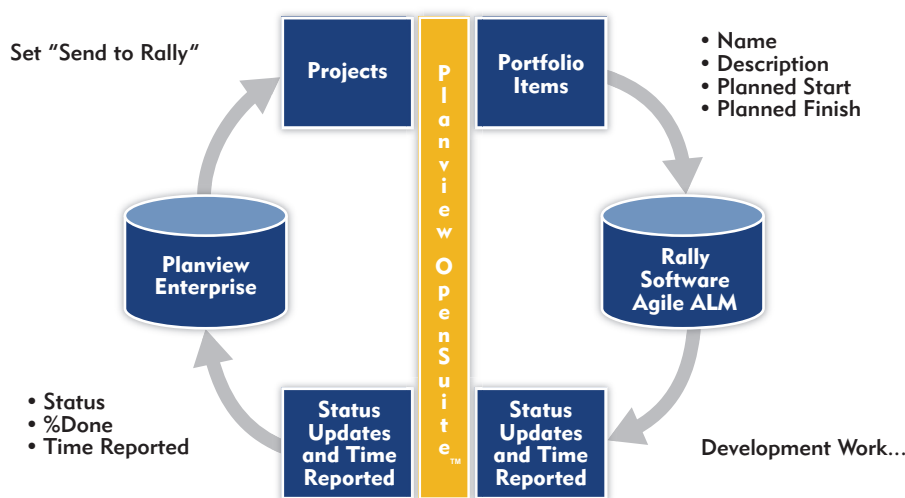 Set “Send to Rally“
Projects
Planview OpenSuite™
Portfolio
Items
• Name
• Description
• Planned Start
• Planned Finish
Planview
Enterprise
Rally
Software
Agile ALM
• Status
• %Done
• Time Reported
Status
Updates
and Time
Reported
Status
Updates
and Time
Reported
Development Work...